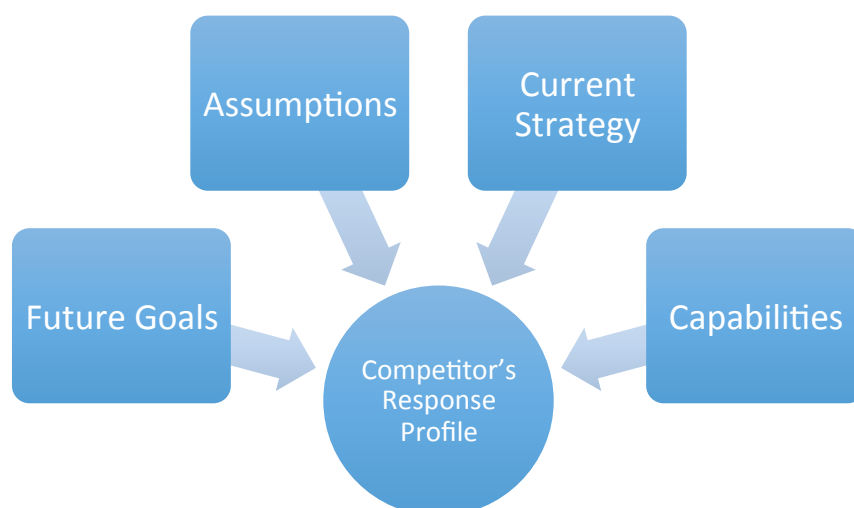 Assumptions
Current
Strategy
Future Goals
Capabilities
Competitor’s
Response
Profile